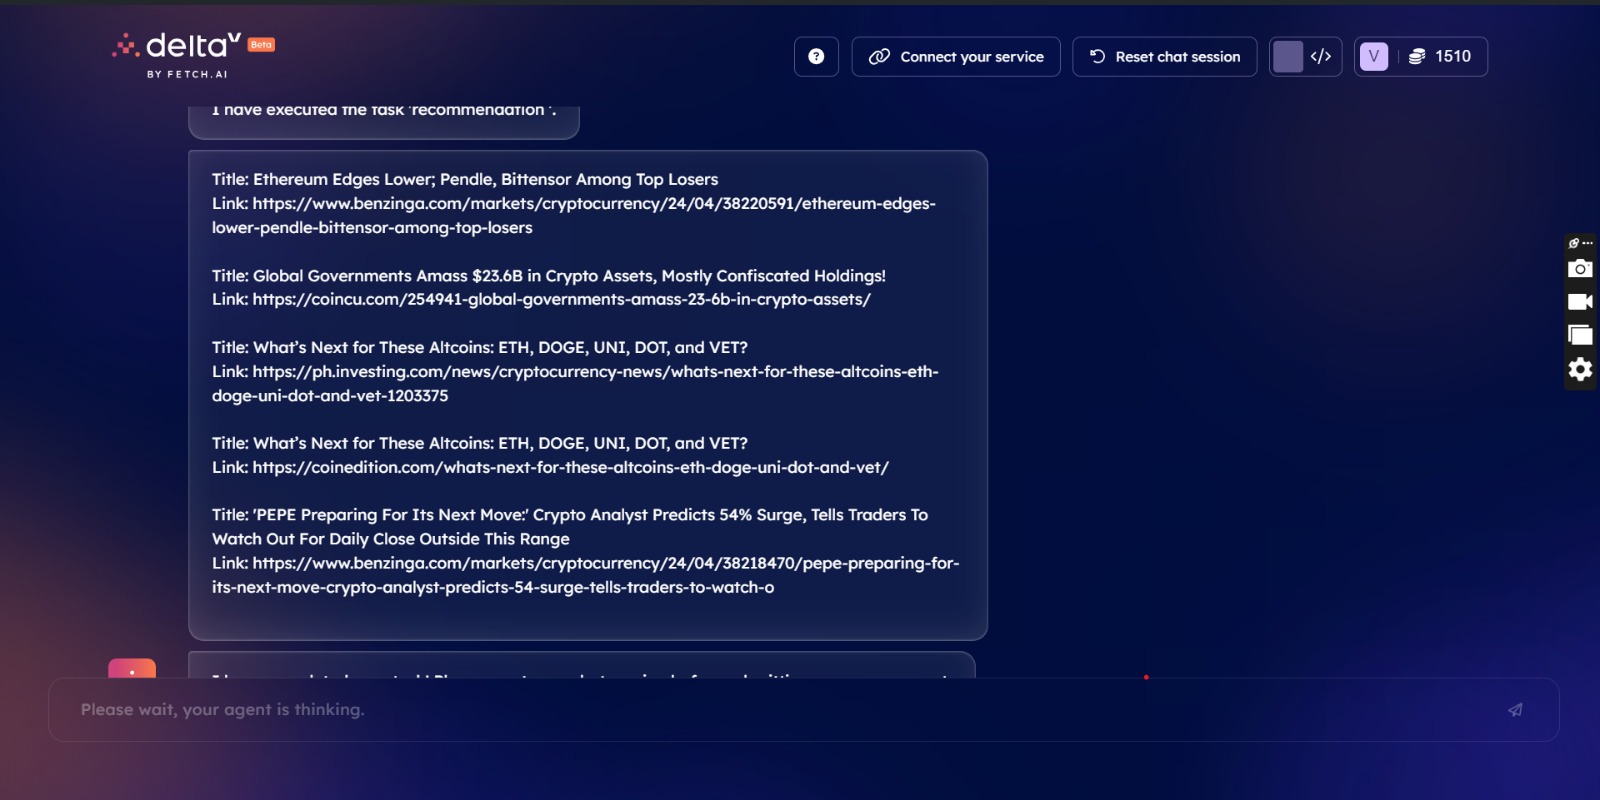 delta v Beta
BY FETCH.AI
Connect your service
Reset chat session
</>
V
1510
I have executed the task 'recommendation '.
Title: Ethereum Edges Lower; Pendle, Bittensor Among Top Losers
Link: https://www.benzinga.com/markets/cryptocurrency/24/04/38220591/ethereum-edges-
lower-pendle-bittensor-among-top-losers
Title: Global Governments Amass $23.6B in Crypto Assets, Mostly Confiscated Holdings!
Link: https://coincu.com/254941-global-governments-amass-23-6b-in-crypto-assets/
Title: What's Next for These Altcoins: ETH, DOGE, UNI, DOT, and VET?
Link: https://ph.investing.com/news/cryptocurrency-news/whats-next-for-these-altcoins-eth-
doge-uni-dot-and-vet-1203375
Title: What's Next for These Altcoins: ETH, DOGE, UNI, DOT, and VET?
Link: https://coinedition.com/whats-next-for-these-altcoins-eth-doge-uni-dot-and-vet/
Title: 'PEPE Preparing For Its Next Move:' Crypto Analyst Predicts 54% Surge, Tells Traders To
Watch Out For Daily Close Outside This Range
Link: https://www.benzinga.com/markets/cryptocurrency/24/04/38218470/pepe-preparing-for-
its-next-move-crypto-analyst-predicts-54-surge-tells-traders-to-watch-o
Please wait, your agent is thinking.